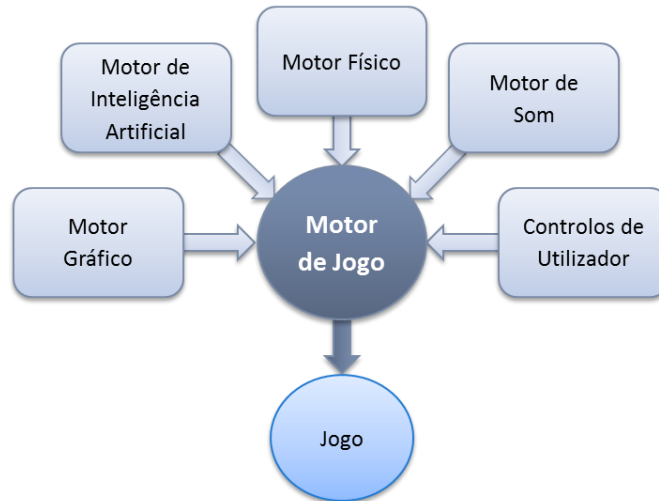 Motor Físico
Motor de
Inteligência
Artificial
Motor de
Som
Motor
Gráfico
Motor
de Jogo
Controlos de
Utilizador
Jogo